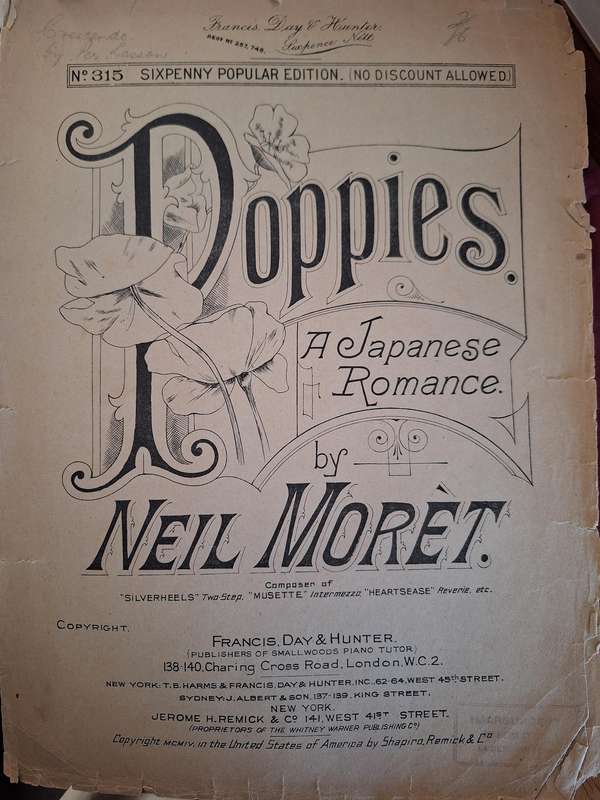 Crescendo
by Per Lasson
Francis, Day & Hunter.
Sixpence Nett
Nº 315 SIXPENNY POPULAR EDITION. (NO DISCOUNT ALLOWED.)
Poppies.
A Japanese
Romance.
by
NEIL MORÈT.
Composer of
"SILVERHEELS" Two-Step, "MUSETTE" Intermezzo, "HEARTSEASE" Reverie, etc.
COPYRIGHT.
FRANCIS, DAY & HUNTER.
(PUBLISHERS OF SMALLWOODS PIANO TUTOR)
138-140, Charing Cross Road, London, W.C.2.
NEW YORK: T. B. HARMS & FRANCIS, DAY & HUNTER, INC., 62-64, WEST 45TH STREET.
SYDNEY: J. ALBERT & SON, 137-139, KING STREET.
NEW YORK.
JEROME H. REMICK & Cº 141, WEST 41ST STREET.
(PROPRIETORS OF THE WHITNEY WARNER PUBLISHING Cº)
Copyright MCMIV, in the United States of America by Shapiro, Remick & Cº